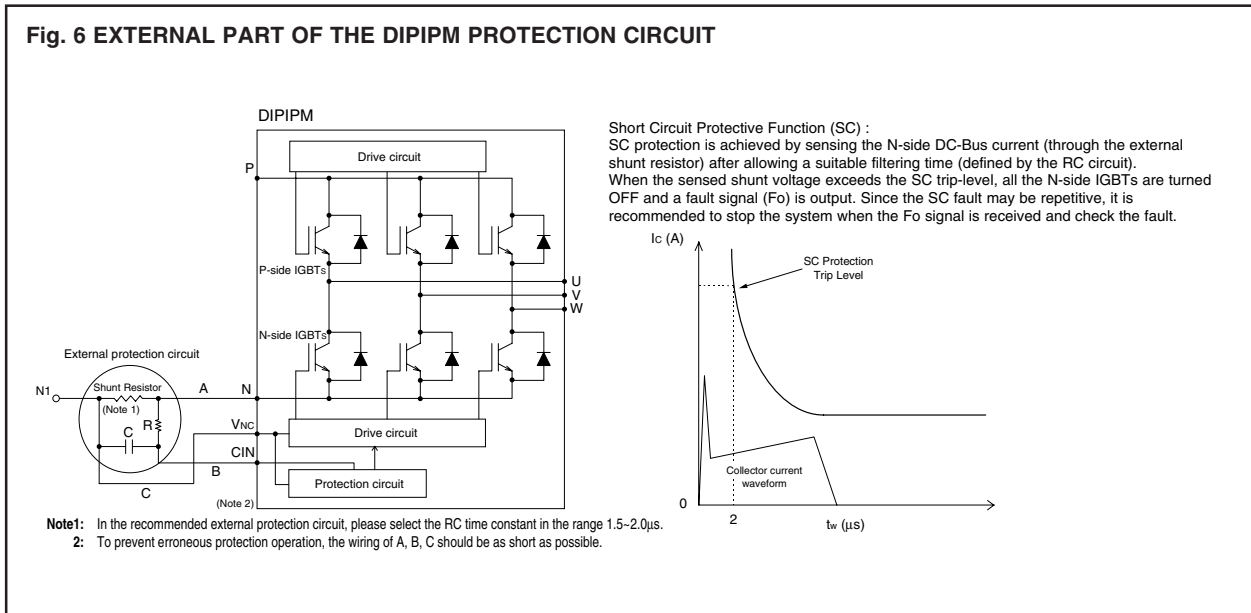 Fig. 6 EXTERNAL PART OF THE DIPIPM PROTECTION CIRCUIT
DIPIPM
Drive circuit
P
P-side IGBTs
U
V
W
N-side IGBTs
External protection circuit
N1
Shunt Resistor
(Note 1)
A
N
R
C
VNC
Drive circuit
CIN
B
C
Protection circuit
(Note 2)
Short Circuit Protective Function (SC) :
SC protection is achieved by sensing the N-side DC-Bus current (through the external
shunt resistor) after allowing a suitable filtering time (defined by the RC circuit).
When the sensed shunt voltage exceeds the SC trip-level, all the N-side IGBTs are turned
OFF and a fault signal (Fo) is output. Since the SC fault may be repetitive, it is
recommended to stop the system when the Fo signal is received and check the fault.
IC (A)
SC Protection
Trip Level
Collector current
waveform
0
2
tw (μs)
Note1: In the recommended external protection circuit, please select the RC time constant in the range 1.5~2.0μs.
2: To prevent erroneous protection operation, the wiring of A, B, C should be as short as possible.